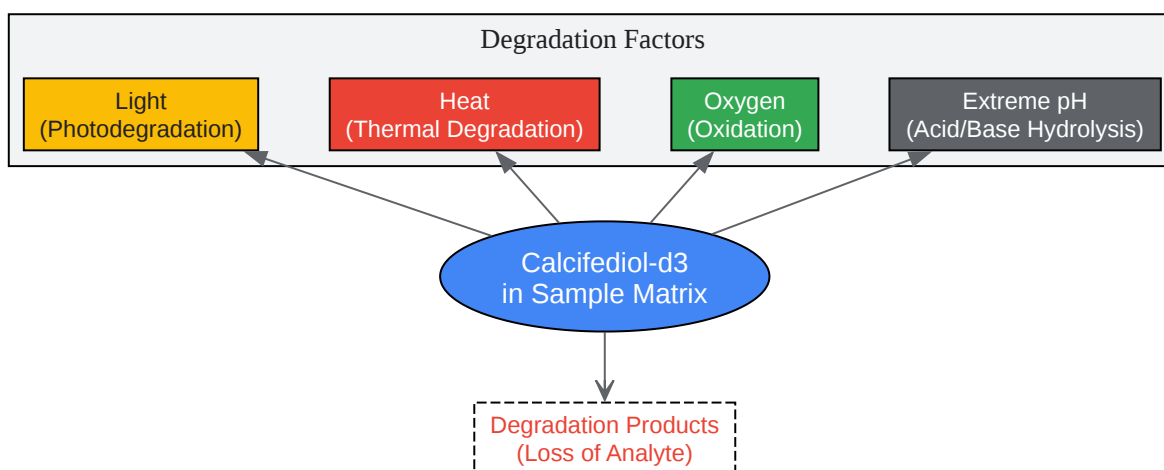 Degradation Factors
Light
(Photodegradation)
Heat
(Thermal Degradation)
Oxygen
(Oxidation)
Extreme pH
(Acid/Base Hydrolysis)
Calcifediol-d3
in Sample Matrix
Degradation Products
(Loss of Analyte)